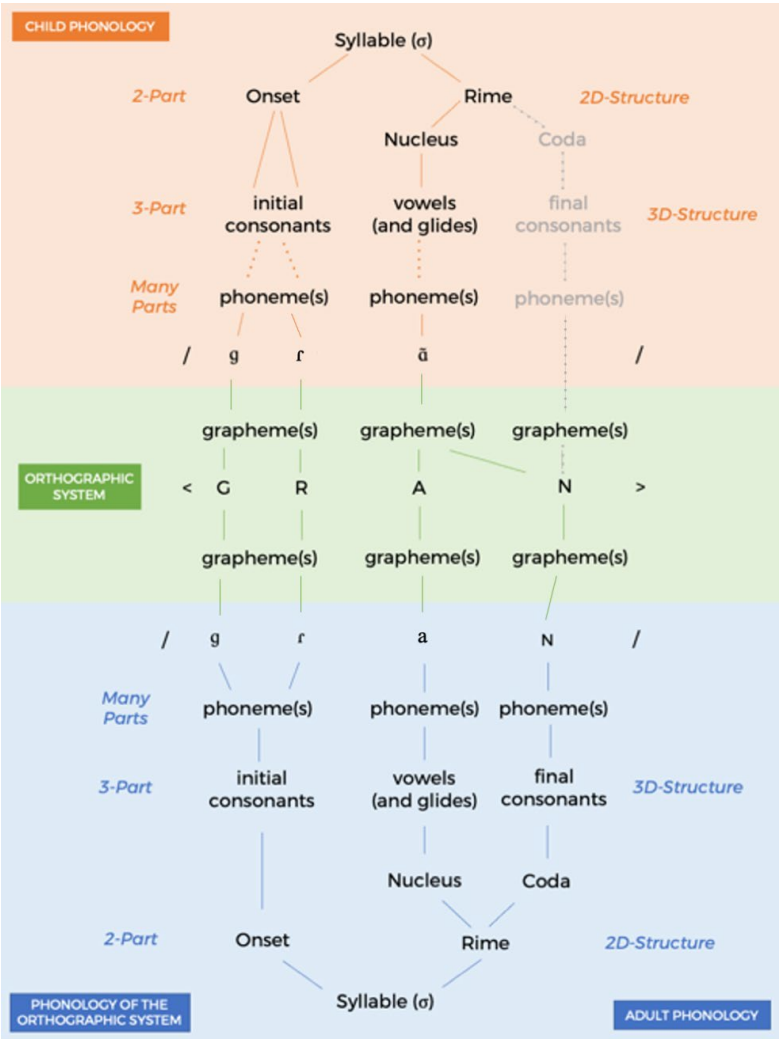 CHILD PHONOLOGY
Syllable (σ)
2-Part Onset Rime 2D-Structure
Nucleus Coda
3-Part initial consonants vowels (and glides) final consonants 3D-Structure
Many Parts phoneme(s) phoneme(s) phoneme(s)
/ g ɾ ã /
grapheme(s) grapheme(s) grapheme(s)
ORTHOGRAPHIC SYSTEM < G R A N >
grapheme(s) grapheme(s) grapheme(s)
/ g ɾ a N /
Many Parts phoneme(s) phoneme(s) phoneme(s)
3-Part initial consonants vowels (and glides) final consonants 3D-Structure
Nucleus Coda
2-Part Onset Rime 2D-Structure
Syllable (σ)
PHONOLOGY OF THE ORTHOGRAPHIC SYSTEM ADULT PHONOLOGY